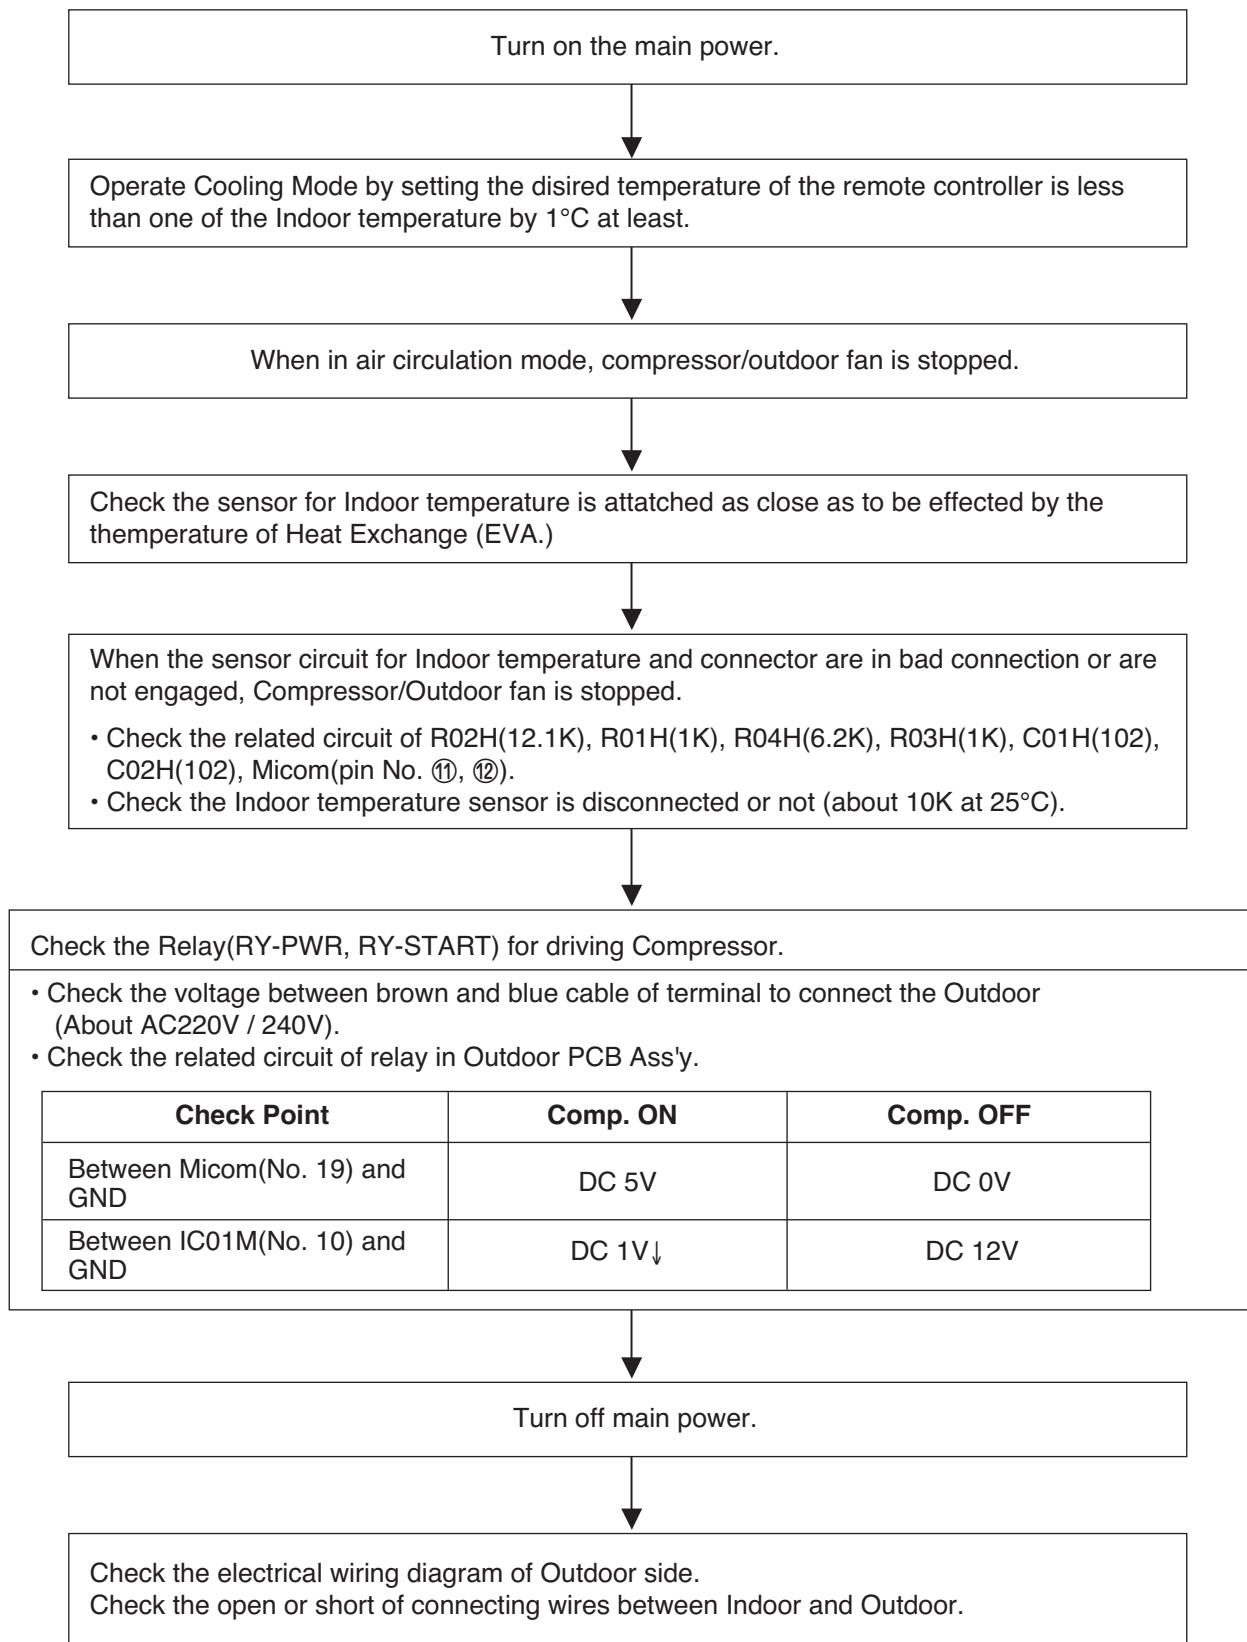 Turn on the main power.
Operate Cooling Mode by setting the disired temperature of the remote controller is less
than one of the Indoor temperature by 1°C at least.
When in air circulation mode, compressor/outdoor fan is stopped.
Check the sensor for Indoor temperature is attatched as close as to be effected by the
themperature of Heat Exchange (EVA.)
When the sensor circuit for Indoor temperature and connector are in bad connection or are
not engaged, Compressor/Outdoor fan is stopped.
• Check the related circuit of R02H(12.1K), R01H(1K), R04H(6.2K), R03H(1K), C01H(102),
C02H(102), Micom(pin No. ⑪, ⑫).
• Check the Indoor temperature sensor is disconnected or not (about 10K at 25°C).
Check the Relay(RY-PWR, RY-START) for driving Compressor.
• Check the voltage between brown and blue cable of terminal to connect the Outdoor
(About AC220V / 240V).
• Check the related circuit of relay in Outdoor PCB Ass'y.
Check Point Comp. ON Comp. OFF
Between Micom(No. 19) and
GND DC 5V DC 0V
Between IC01M(No. 10) and
GND DC 1V↓ DC 12V
Turn off main power.
Check the electrical wiring diagram of Outdoor side.
Check the open or short of connecting wires between Indoor and Outdoor.